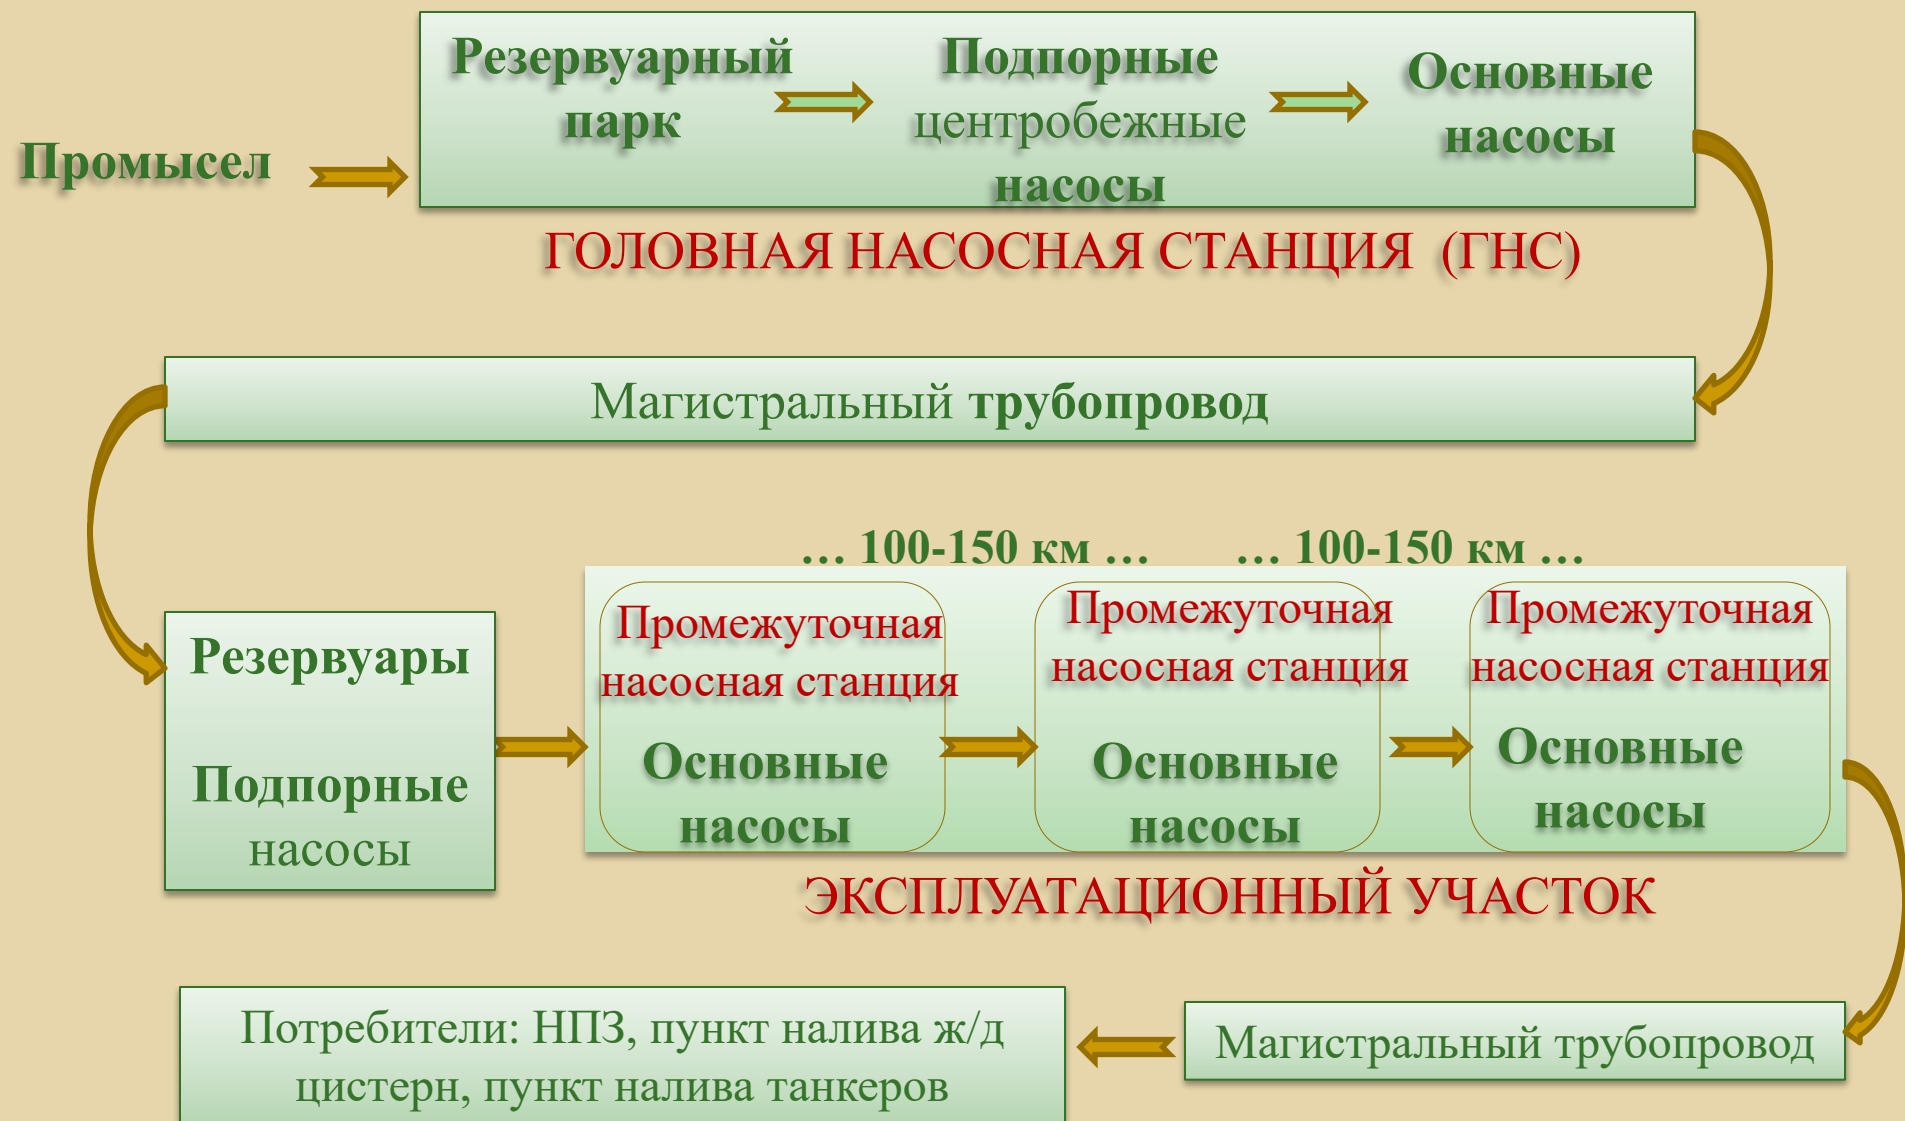 Промысел
Резервуарный
парк
Подпорные
центробежные
насосы
Основные
насосы
ГОЛОВНАЯ НАСОСНАЯ СТАНЦИЯ (ГНС)
Магистральный трубопровод
… 100-150 км …
… 100-150 км …
Резервуары
Подпорные
насосы
Промежуточная
насосная станция
Основные
насосы
Промежуточная
насосная станция
Основные
насосы
Промежуточная
насосная станция
Основные
насосы
ЭКСПЛУАТАЦИОННЫЙ УЧАСТОК
Магистральный трубопровод
Потребители: НПЗ, пункт налива ж/д
цистерн, пункт налива танкеров